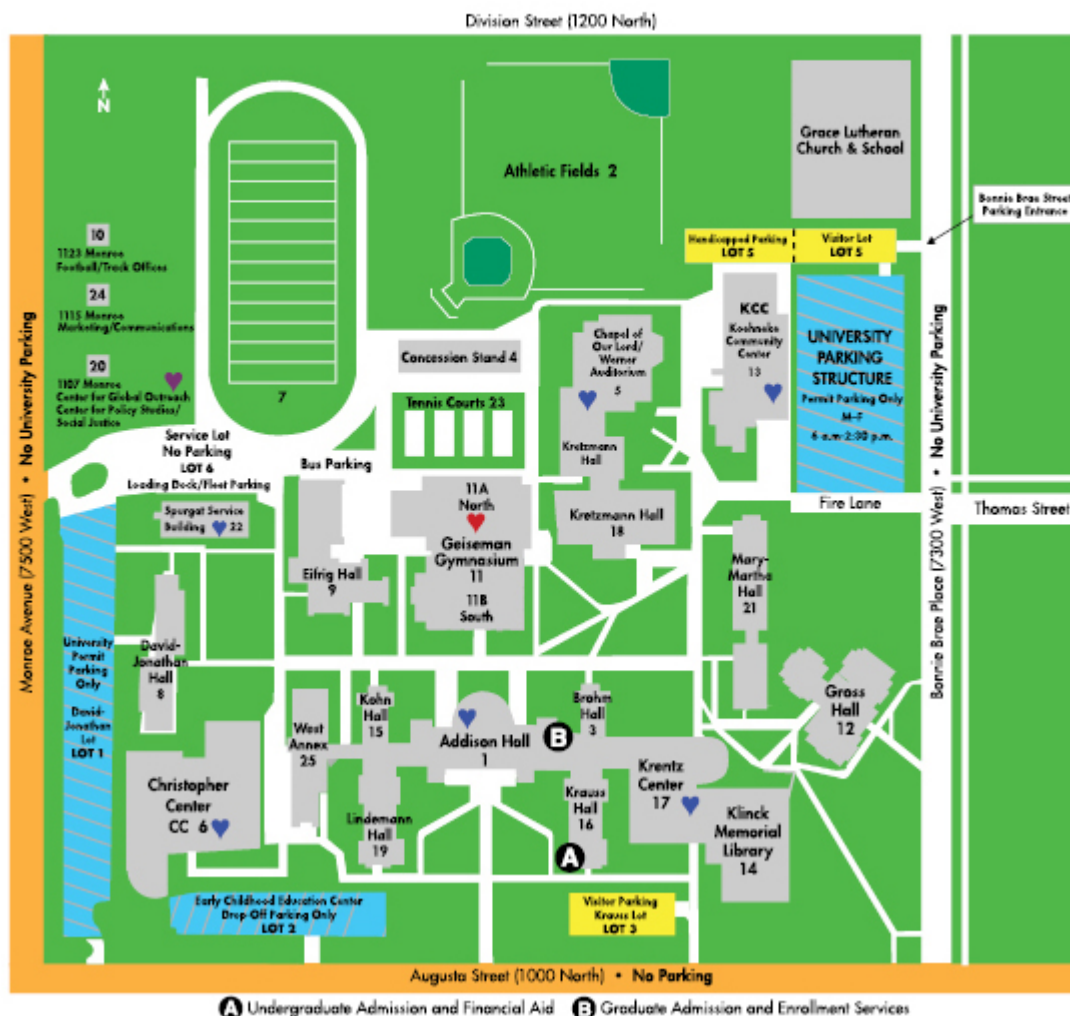 Division Street (1200 North)
N
Grace Lutheran
Church & School
Athletic Fields 2
Bonnie Brae Street
Parking Entrance
10
1123 Monroe
Football/Track Offices
Handicapped Parking
LOT 5
Visitor Lot
LOT 5
24
1115 Monroe
Marketing/Communications
KCC
Koehneke
Community
Center
13
UNIVERSITY
PARKING
STRUCTURE
Permit Parking Only
M-F
6 a.m-2:30 p.m.
Chapel of
Our Lord/
Werner
Auditorium
5
Concession Stand 4
20
1107 Monroe
Center for Global Outreach
Center for Policy Studies/
Social Justice
7
Tennis Courts 23
Service Lot
No Parking
LOT 6
Loading Dock/Fleet Parking
Bus Parking
Kretzmann
Hall
11A
North
Geiseman
Gymnasium
11
11B
South
Kretzmann Hall
18
Fire Lane
Thomas Street
Spurgat Service
Building 22
Eifrig Hall
9
Mary-
Martha
Hall
21
Monroe Avenue (7500 West) • No University Parking
Bonnie Brae Place (7300 West) • No University Parking
University
Permit
Parking
Only
David-
Jonathan
Lot
LOT 1
David-
Jonathan
Hall
8
Kohn
Hall
15
Brohm
Hall
3
Gross
Hall
12
West
Annex
25
Addison Hall
1
B
Christopher
Center
CC 6
Krentz
Center
17
Krauss
Hall
16
Lindemann
Hall
19
Klinck
Memorial
Library
14
A
Early Childhood Education Center
Drop-Off Parking Only
LOT 2
Visitor Parking
Krauss Lot
LOT 3
Augusta Street (1000 North) • No Parking
A Undergraduate Admission and Financial Aid B Graduate Admission and Enrollment Services